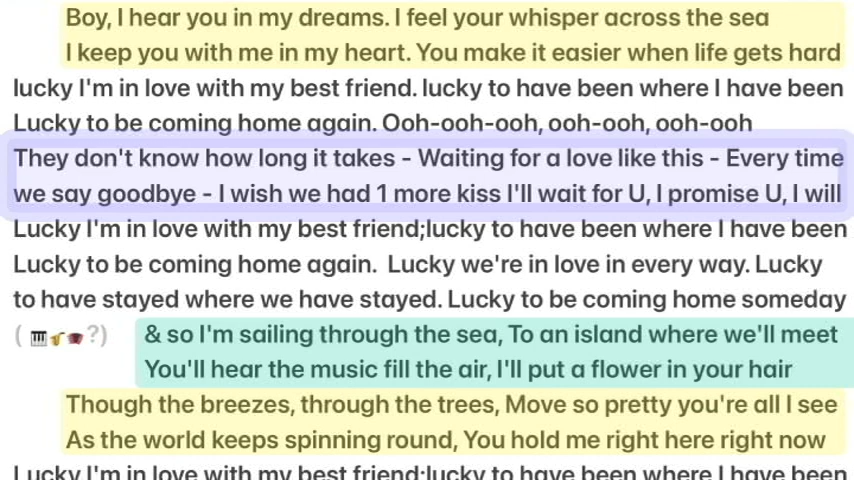 Boy, I hear you in my dreams. I feel your whisper across the sea
I keep you with me in my heart. You make it easier when life gets hard
lucky I'm in love with my best friend. lucky to have been where I have been
Lucky to be coming home again. Ooh-ooh-ooh, ooh-ooh, ooh-ooh
They don't know how long it takes - Waiting for a love like this - Every time
we say goodbye - I wish we had 1 more kiss I'll wait for U, I promise U, I will
Lucky I'm in love with my best friend;lucky to have been where I have been
Lucky to be coming home again.  Lucky we're in love in every way. Lucky
to have stayed where we have stayed. Lucky to be coming home someday
( 🎹🎷🪘?) & so I'm sailing through the sea, To an island where we'll meet
You'll hear the music fill the air, I'll put a flower in your hair
Though the breezes, through the trees, Move so pretty you're all I see
As the world keeps spinning round, You hold me right here right now
Lucky I'm in love with my best friend;lucky to have been where I have been